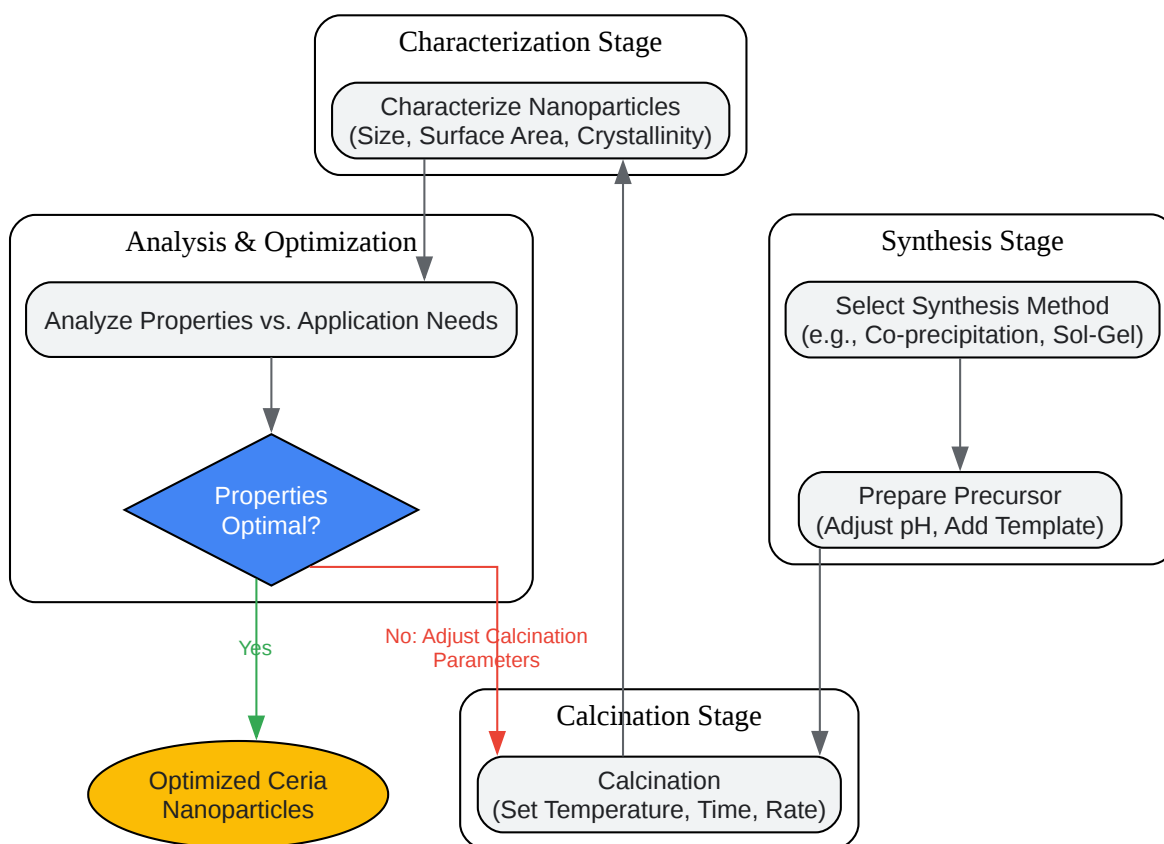 Characterization Stage
Characterize Nanoparticles
(Size, Surface Area, Crystallinity)
Analysis & Optimization
Analyze Properties vs. Application Needs
Properties
Optimal?
Yes
No: Adjust Calcination
Parameters
Optimized Ceria
Nanoparticles
Synthesis Stage
Select Synthesis Method
(e.g., Co-precipitation, Sol-Gel)
Prepare Precursor
(Adjust pH, Add Template)
Calcination Stage
Calcination
(Set Temperature, Time, Rate)